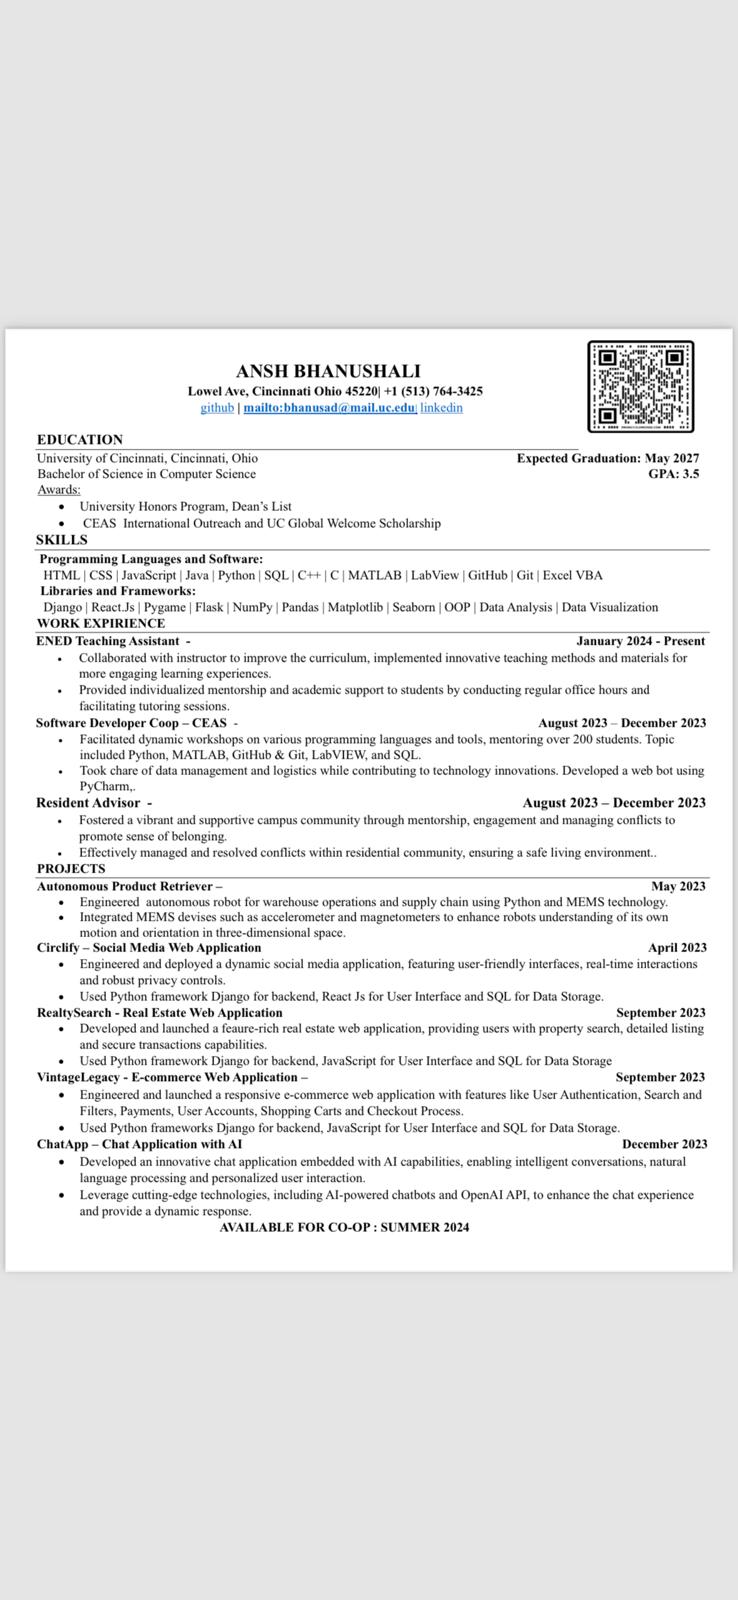 ANSH BHANUSHALI
Lowel Ave, Cincinnati Ohio 45220| +1 (513) 764-3425
github | mailto:bhanusad@mail.uc.edu| linkedin
EDUCATION
University of Cincinnati, Cincinnati, Ohio Expected Graduation: May 2027
Bachelor of Science in Computer Science GPA: 3.5
Awards:
• University Honors Program, Dean's List
• CEAS International Outreach and UC Global Welcome Scholarship
SKILLS
Programming Languages and Software:
HTML | CSS | JavaScript | Java | Python | SQL | C++ | C | MATLAB | LabView | GitHub | Git | Excel VBA
Libraries and Frameworks:
Django | React.Js | Pygame | Flask | NumPy | Pandas | Matplotlib | Seaborn | OOP | Data Analysis | Data Visualization
WORK EXPIRIENCE
ENED Teaching Assistant - January 2024 - Present
• Collaborated with instructor to improve the curriculum, implemented innovative teaching methods and materials for
more engaging learning experiences.
• Provided individualized mentorship and academic support to students by conducting regular office hours and
facilitating tutoring sessions.
Software Developer Coop – CEAS - August 2023 – December 2023
• Facilitated dynamic workshops on various programming languages and tools, mentoring over 200 students. Topic
included Python, MATLAB, GitHub & Git, LabVIEW, and SQL.
• Took chare of data management and logistics while contributing to technology innovations. Developed a web bot using
PyCharm,.
Resident Advisor - August 2023 – December 2023
• Fostered a vibrant and supportive campus community through mentorship, engagement and managing conflicts to
promote sense of belonging.
• Effectively managed and resolved conflicts within residential community, ensuring a safe living environment..
PROJECTS
Autonomous Product Retriever – May 2023
• Engineered autonomous robot for warehouse operations and supply chain using Python and MEMS technology.
• Integrated MEMS devises such as accelerometer and magnetometers to enhance robots understanding of its own
motion and orientation in three-dimensional space.
Circlify – Social Media Web Application April 2023
• Engineered and deployed a dynamic social media application, featuring user-friendly interfaces, real-time interactions
and robust privacy controls.
• Used Python framework Django for backend, React Js for User Interface and SQL for Data Storage.
RealtySearch - Real Estate Web Application September 2023
• Developed and launched a feaure-rich real estate web application, providing users with property search, detailed listing
and secure transactions capabilities.
• Used Python framework Django for backend, JavaScript for User Interface and SQL for Data Storage
VintageLegacy - E-commerce Web Application – September 2023
• Engineered and launched a responsive e-commerce web application with features like User Authentication, Search and
Filters, Payments, User Accounts, Shopping Carts and Checkout Process.
• Used Python frameworks Django for backend, JavaScript for User Interface and SQL for Data Storage.
ChatApp – Chat Application with AI December 2023
• Developed an innovative chat application embedded with AI capabilities, enabling intelligent conversations, natural
language processing and personalized user interaction.
• Leverage cutting-edge technologies, including AI-powered chatbots and OpenAI API, to enhance the chat experience
and provide a dynamic response.
AVAILABLE FOR CO-OP : SUMMER 2024